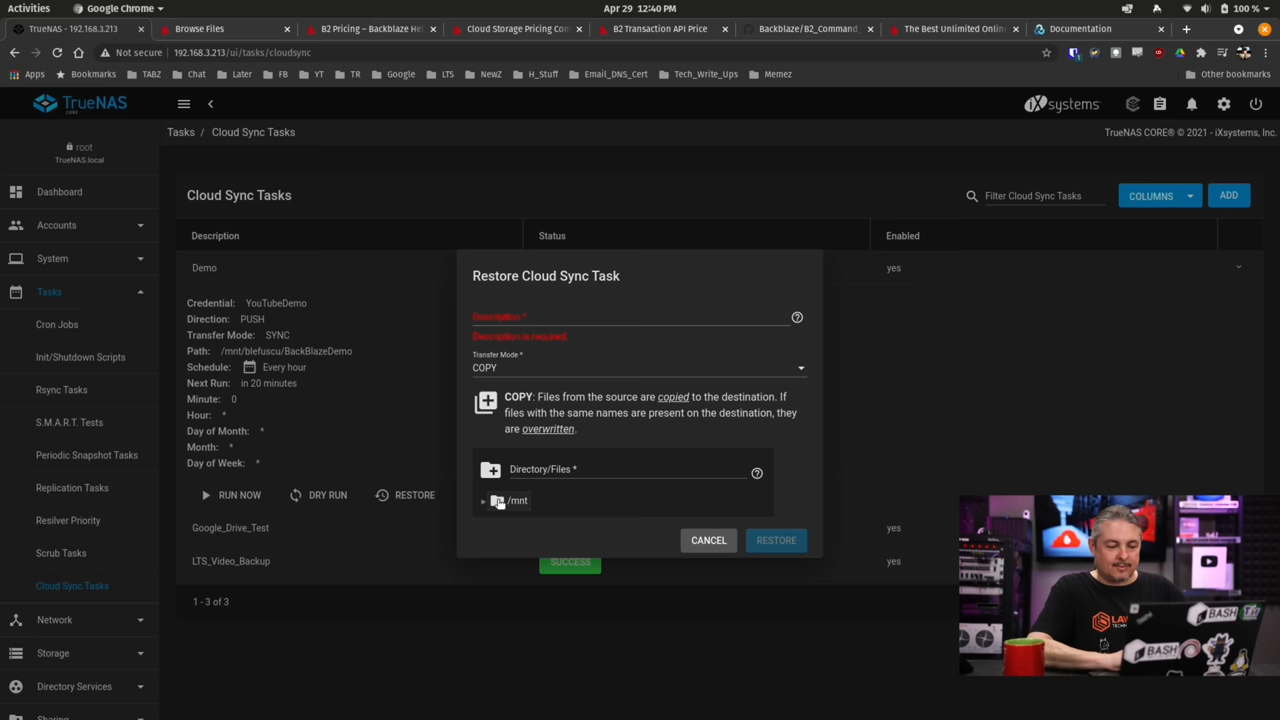 Activities
Google Chrome
Apr 29 12:40 PM
100 %
TrueNAS - 192.168.3.213
Browse Files
B2 Pricing – Backblaze He
Cloud Storage Pricing Co
B2 Transaction API Price
Backblaze/B2_Command_
The Best Unlimited Onlin
Documentation
Not secure
192.168.3.213/ui/tasks/cloudsync
Apps
Bookmarks
TABZ
Chat
Later
FB
YT
TR
Google
LTS
NewZ
H_Stuff
Email_DNS_Cert
Tech_Write_Ups
Memez
Other bookmarks
TrueNAS
CORE
iXsystems
Tasks / Cloud Sync Tasks
TrueNAS CORE® © 2021 - iXsystems, Inc.
root
TrueNAS.local
Dashboard
Accounts
System
Tasks
Cron Jobs
Init/Shutdown Scripts
Rsync Tasks
S.M.A.R.T. Tests
Periodic Snapshot Tasks
Replication Tasks
Resilver Priority
Scrub Tasks
Cloud Sync Tasks
Network
Storage
Directory Services
Sharing
Cloud Sync Tasks
Filter Cloud Sync Tasks
COLUMNS
ADD
Description
Status
Enabled
Demo
yes
Credential: YouTubeDemo
Direction: PUSH
Transfer Mode: SYNC
Path: /mnt/blefuscu/BackBlazeDemo
Schedule: Every hour
Next Run: in 20 minutes
Minute: 0
Hour: *
Day of Month: *
Month: *
Day of Week: *
RUN NOW
DRY RUN
RESTORE
Google_Drive_Test
yes
LTS_Video_Backup
SUCCESS
yes
1 - 3 of 3
Restore Cloud Sync Task
Description *
Description is required.
Transfer Mode *
COPY
COPY: Files from the source are copied to the destination. If
files with the same names are present on the destination, they
are overwritten.
Directory/Files *
/mnt
CANCEL
RESTORE
BASH
BASH